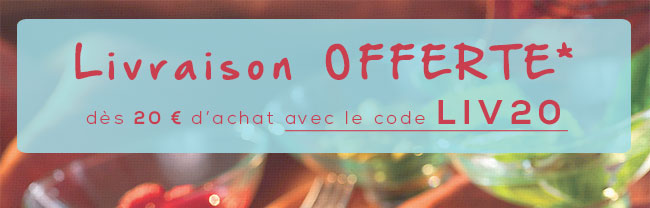 Livraison OFFERTE*
dès 20 € d'achat avec le code LIV20